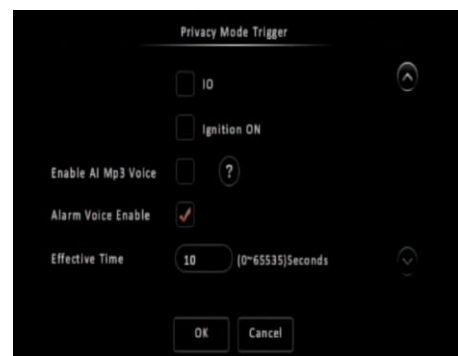 Privacy Mode Trigger
IO
Ignition ON
Enable AI Mp3 Voice ?
Alarm Voice Enable
Effective Time 10 (0~65535)Seconds
OK Cancel